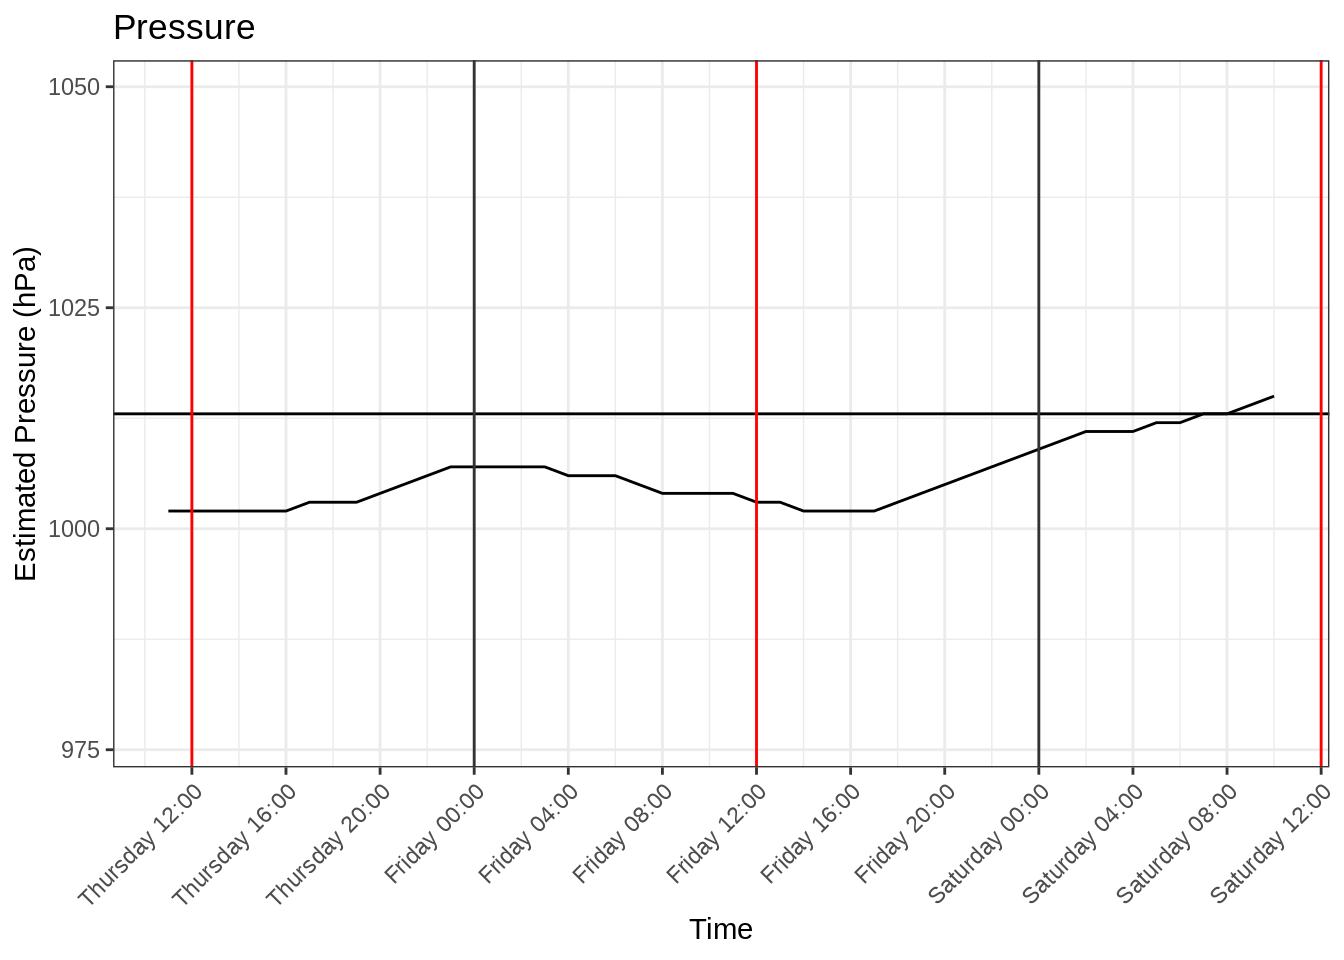 Pressure
Estimated Pressure (hPa)
1050
1025
1000
975
Thursday 12:00
Thursday 16:00
Thursday 20:00
Friday 00:00
Friday 04:00
Friday 08:00
Friday 12:00
Friday 16:00
Friday 20:00
Saturday 00:00
Saturday 04:00
Saturday 08:00
Saturday 12:00
Time